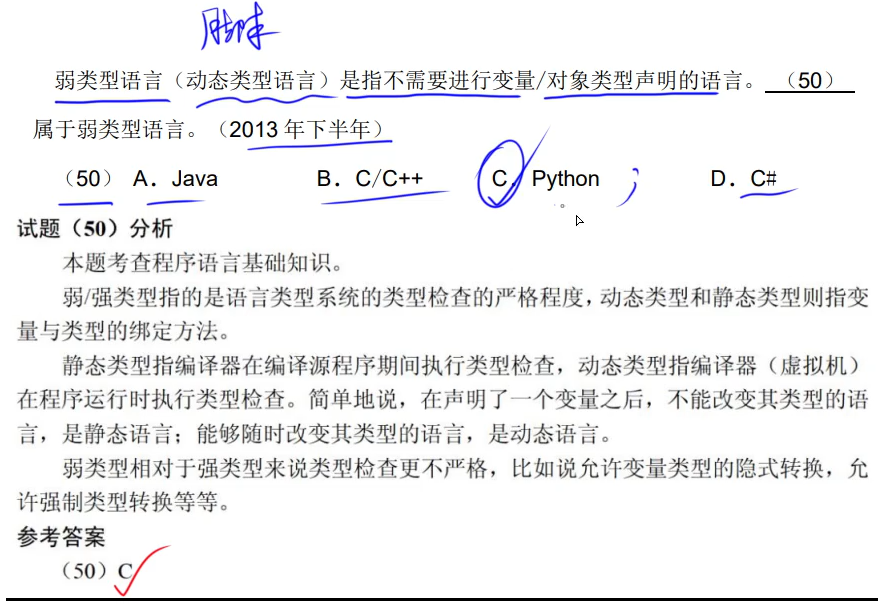 脚本
弱类型语言（动态类型语言）是指不需要进行变量/对象类型声明的语言。（50）
属于弱类型语言。（2013 年下半年）
（50） A．Java B．C/C++ C．Python D．C#
试题（50）分析
本题考查程序语言基础知识。
弱/强类型指的是语言类型系统的类型检查的严格程度，动态类型和静态类型则指变
量与类型的绑定方法。
静态类型指编译器在编译源程序期间执行类型检查，动态类型指编译器（虚拟机）
在程序运行时执行类型检查。简单地说，在声明了一个变量之后，不能改变其类型的语
言，是静态语言；能够随时改变其类型的语言，是动态语言。
弱类型相对于强类型来说类型检查更不严格，比如说允许变量类型的隐式转换，允
许强制类型转换等等。
参考答案
（50）C